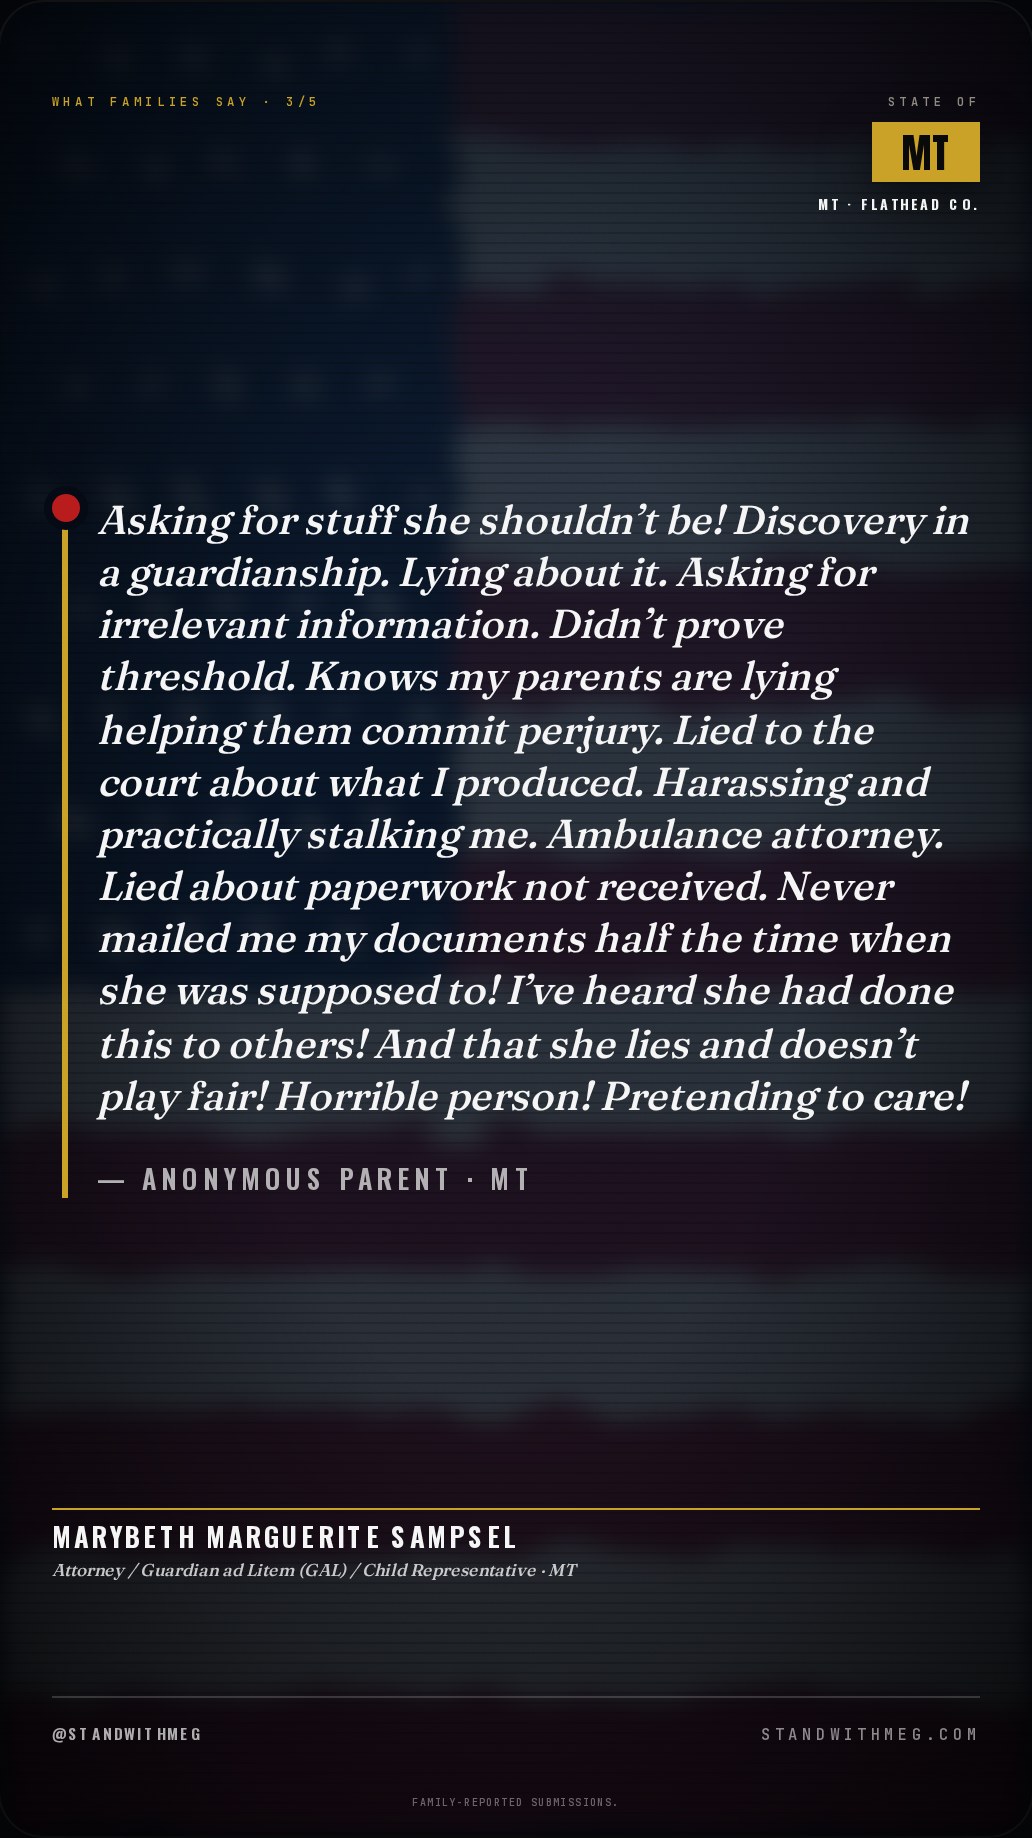 WHAT FAMILIES SAY · 3/5
STATE OF
MT
MT · FLATHEAD CO.
Asking for stuff she shouldn’t be! Discovery in
a guardianship. Lying about it. Asking for
irrelevant information. Didn’t prove
threshold. Knows my parents are lying
helping them commit perjury. Lied to the
court about what I produced. Harassing and
practically stalking me. Ambulance attorney.
Lied about paperwork not received. Never
mailed me my documents half the time when
she was supposed to! I’ve heard she had done
this to others! And that she lies and doesn’t
play fair! Horrible person! Pretending to care!
— ANONYMOUS PARENT · MT
MARYBETH MARGUERITE SAMPSEL
Attorney / Guardian ad Litem (GAL) / Child Representative · MT
@STANDWITHMEG
STANDWITHMEG.COM
FAMILY-REPORTED SUBMISSIONS.